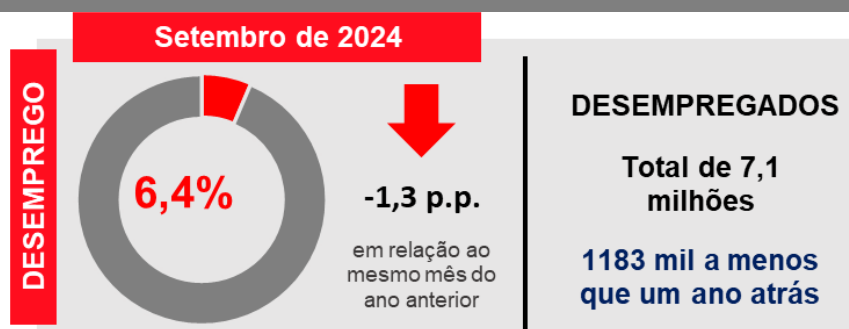 Setembro de 2024
DESEMPREGO
6,4%
-1,3 p.p.
em relação ao
mesmo mês do
ano anterior
DESEMPREGADOS
Total de 7,1
milhões
1183 mil a menos
que um ano atrás